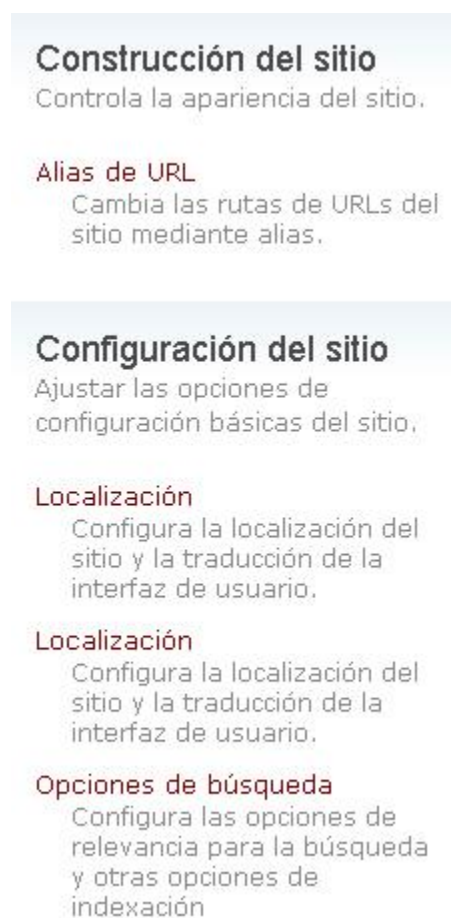 Construcción del sitio
Controla la apariencia del sitio.
Alias de URL
Cambia las rutas de URLs del
sitio mediante alias.
Configuración del sitio
Ajustar las opciones de
configuración básicas del sitio.
Localización
Configura la localización del
sitio y la traducción de la
interfaz de usuario.
Localización
Configura la localización del
sitio y la traducción de la
interfaz de usuario.
Opciones de búsqueda
Configura las opciones de
relevancia para la búsqueda
y otras opciones de
indexación